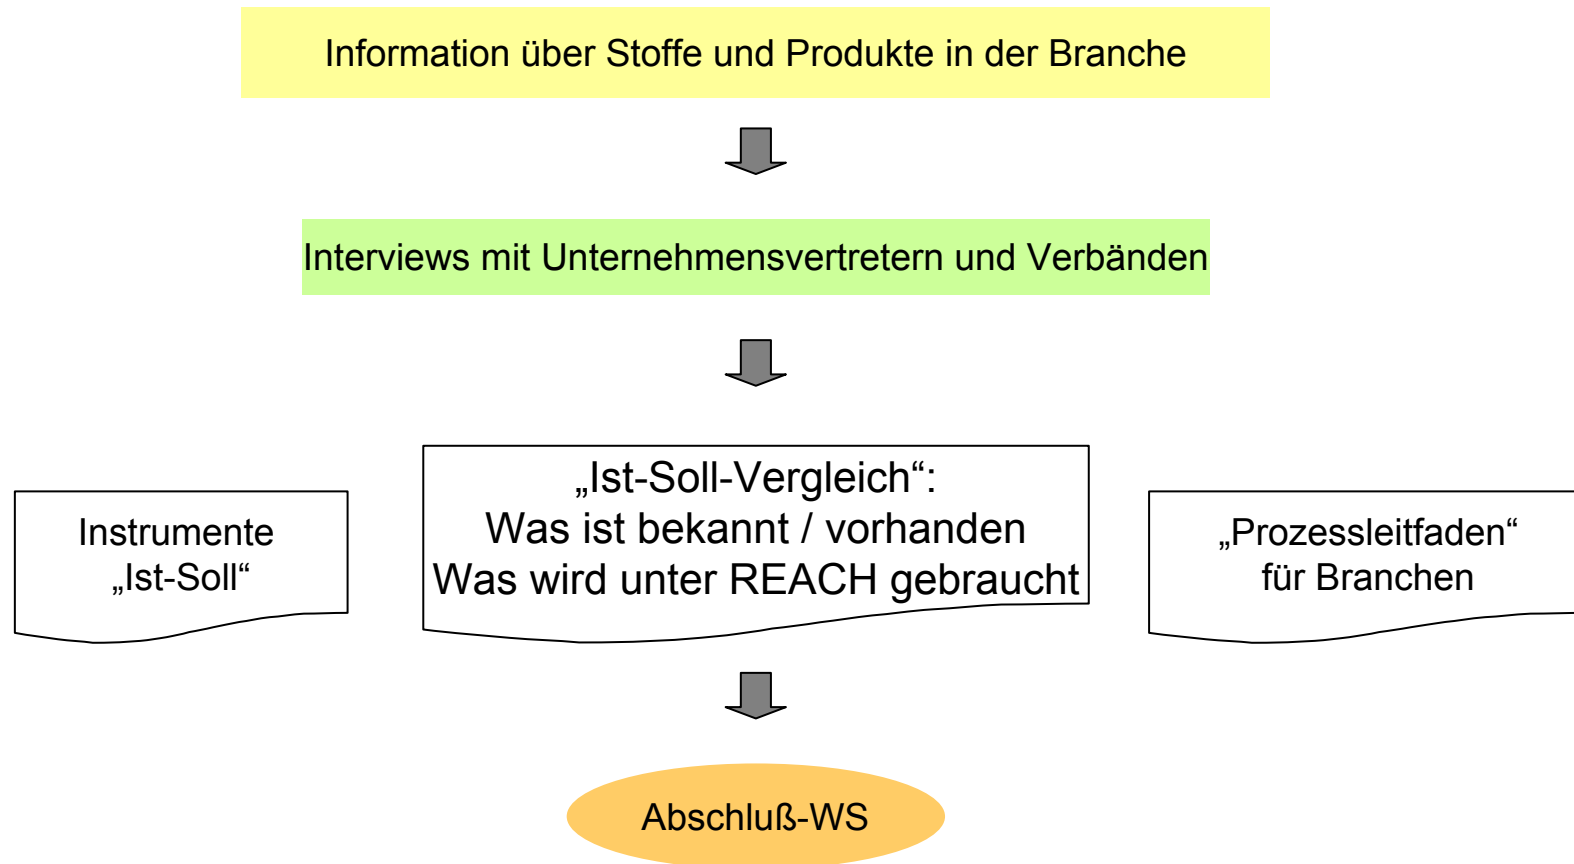 Information über Stoffe und Produkte in der Branche
Interviews mit Unternehmensvertretern und Verbänden
Instrumente
„Ist-Soll“
„Ist-Soll-Vergleich“:
Was ist bekannt / vorhanden
Was wird unter REACH gebraucht
„Prozessleitfaden“
für Branchen
Abschluß-WS